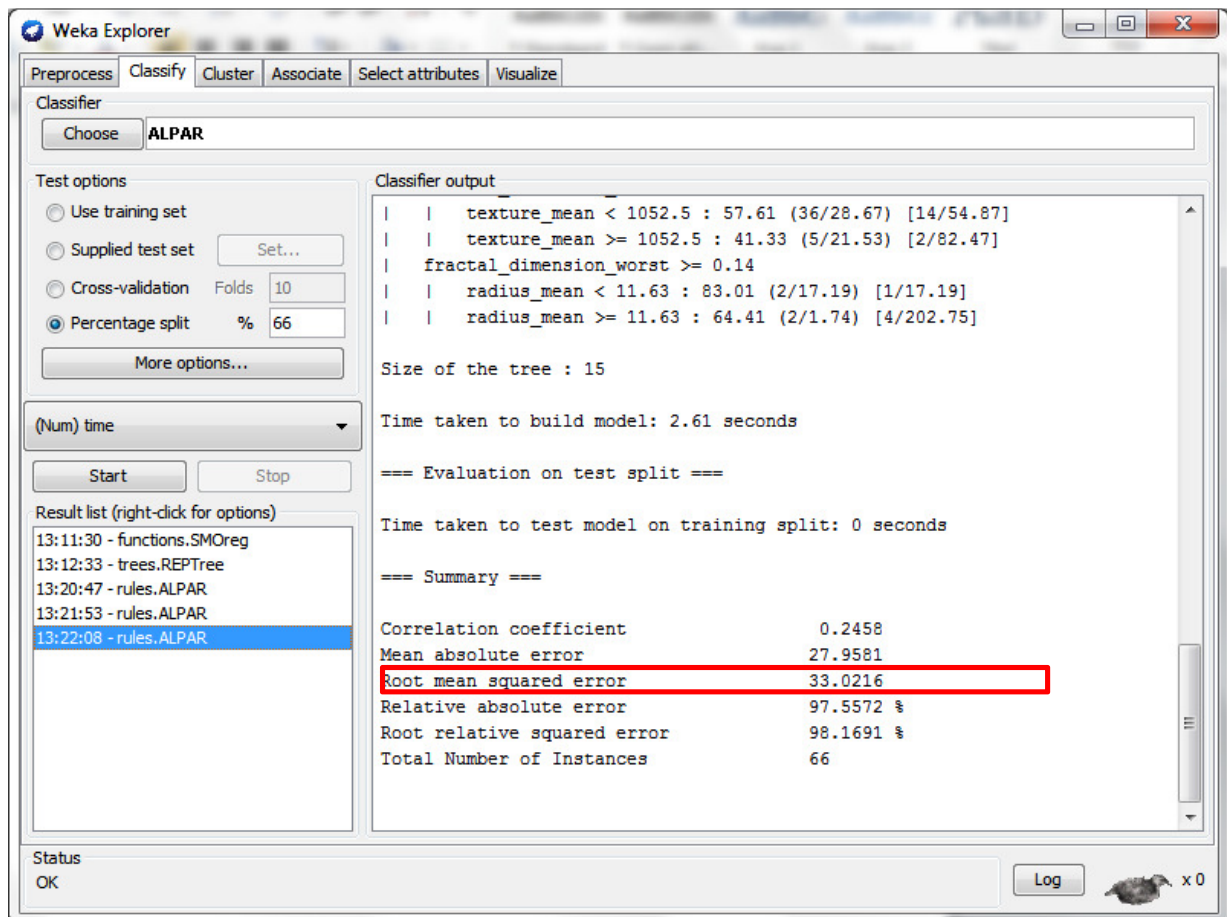 Weka Explorer
Preprocess Classify Cluster Associate Select attributes Visualize
Classifier
Choose ALPAR
Test options
Use training set
Supplied test set Set...
Cross-validation Folds 10
Percentage split % 66
More options...
(Num) time
Start Stop
Result list (right-click for options)
13:11:30 - functions.SMOreg
13:12:33 - trees.REPTree
13:20:47 - rules.ALPAR
13:21:53 - rules.ALPAR
13:22:08 - rules.ALPAR
Classifier output
| | texture_mean < 1052.5 : 57.61 (36/28.67) [14/54.87]
| | texture_mean >= 1052.5 : 41.33 (5/21.53) [2/82.47]
| fractal_dimension_worst >= 0.14
| | radius_mean < 11.63 : 83.01 (2/17.19) [1/17.19]
| | radius_mean >= 11.63 : 64.41 (2/1.74) [4/202.75]
Size of the tree : 15
Time taken to build model: 2.61 seconds
=== Evaluation on test split ===
Time taken to test model on training split: 0 seconds
=== Summary ===
Correlation coefficient 0.2458
Mean absolute error 27.9581
Root mean squared error 33.0216
Relative absolute error 97.5572 %
Root relative squared error 98.1691 %
Total Number of Instances 66
Status
OK
Log x 0